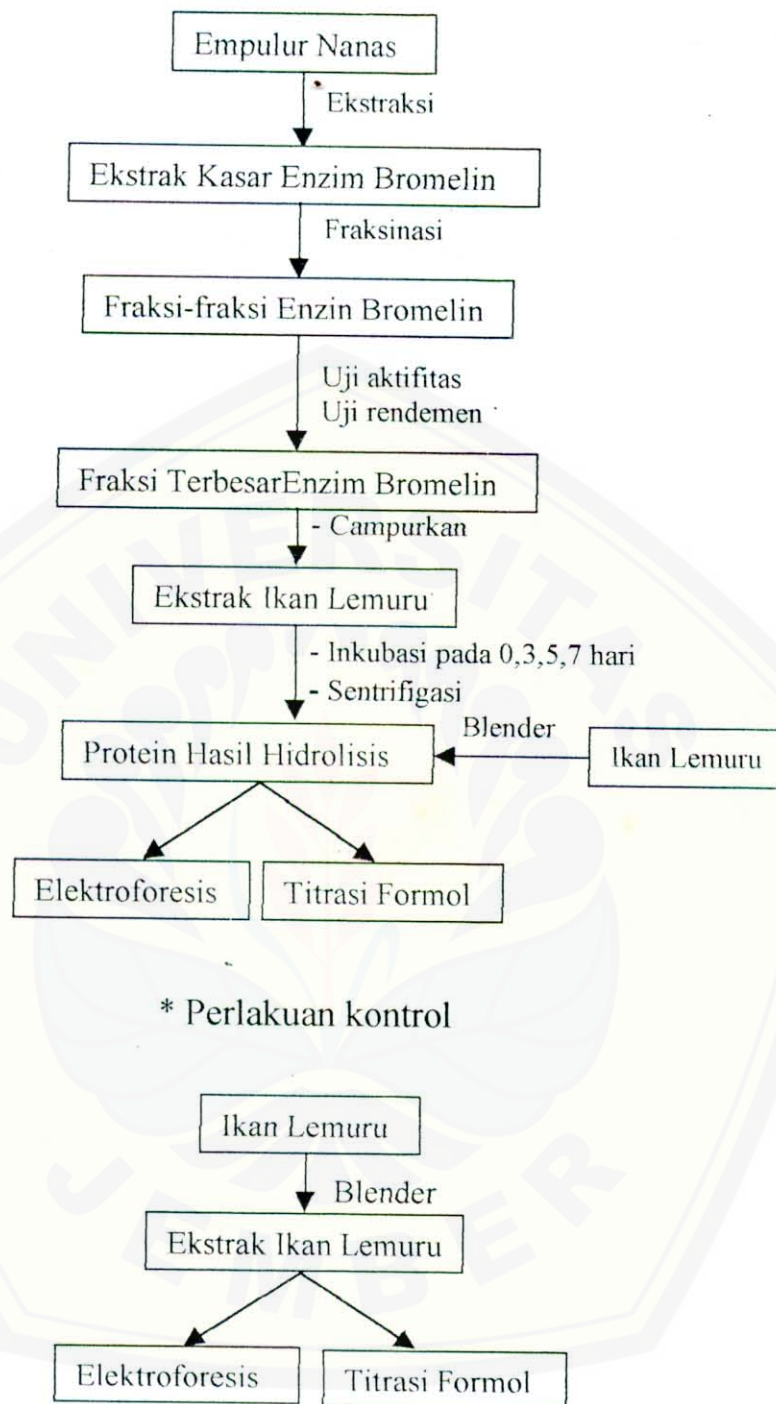 Empulur Nanas
Ekstraksi
Ekstrak Kasar Enzim Bromelin
Fraksinasi
Fraksi-fraksi Enzin Bromelin
Uji aktifitas
Uji rendemen
Fraksi TerbesarEnzim Bromelin
- Campurkan
Ekstrak Ikan Lemuru
- Inkubasi pada 0,3,5,7 hari
- Sentrifigasi
Protein Hasil Hidrolisis
Blender
Ikan Lemuru
Elektroforesis
Titrasi Formol
* Perlakuan kontrol
Ikan Lemuru
Blender
Ekstrak Ikan Lemuru
Elektroforesis
Titrasi Formol
UNIVERSITAS
JEMBER